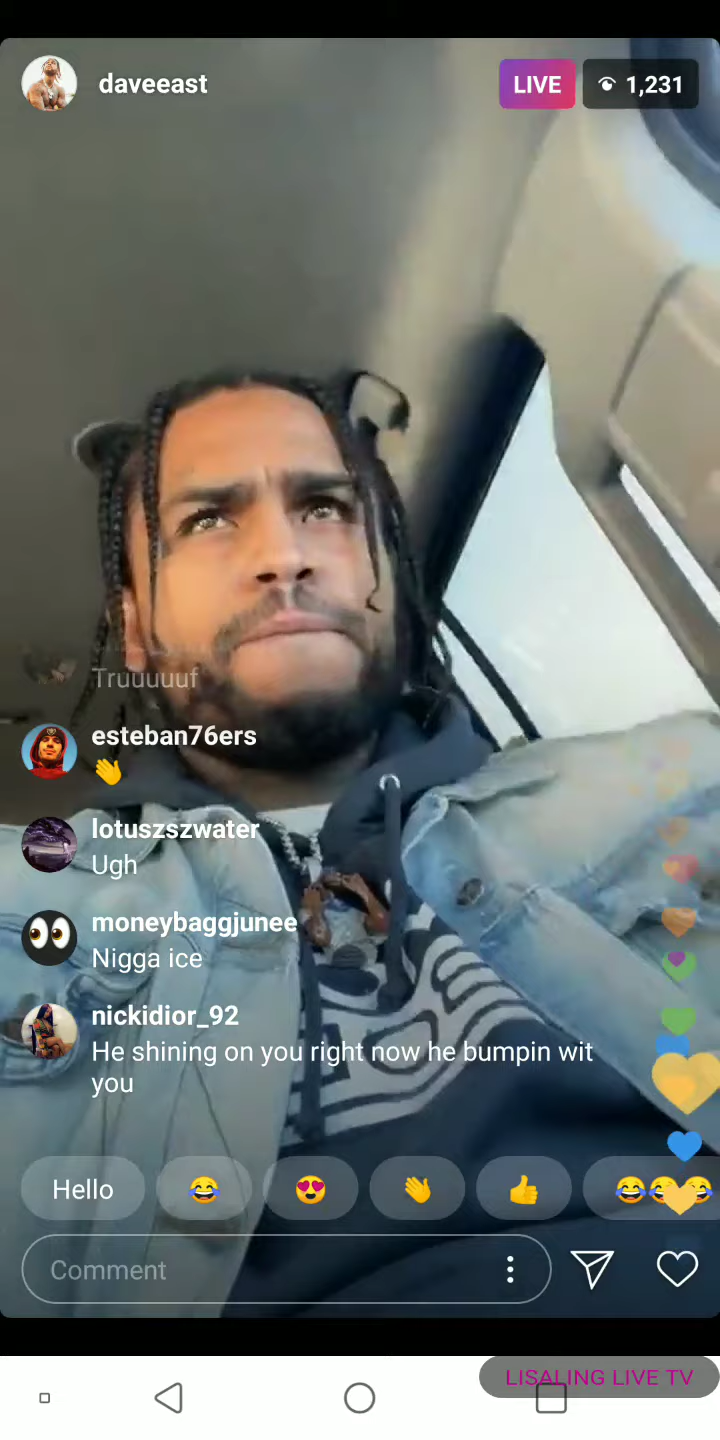 daveeast
LIVE
1,231
Truuuuuf
esteban76ers
👋
lotuszszwater
Ugh
moneybaggjunee
Nigga ice
nickidior_92
He shining on you right now he bumpin wit
you
Hello
Comment
LISALING LIVE TV